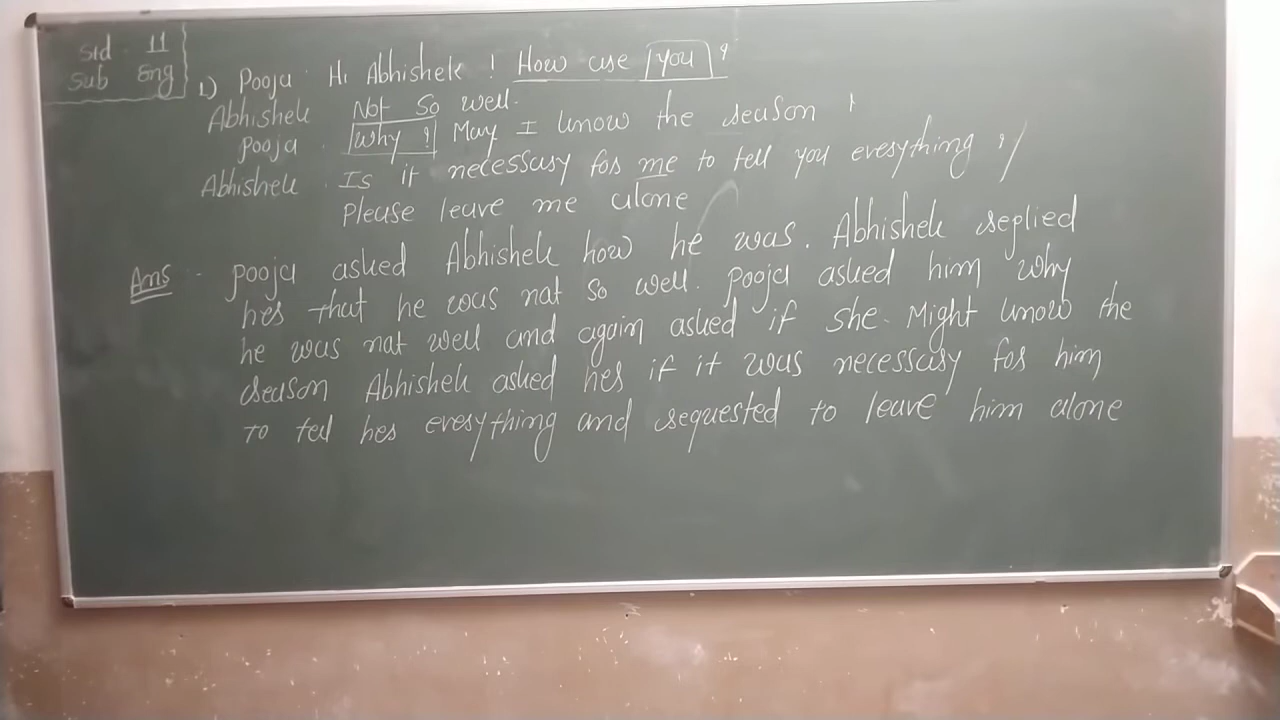 Std 11
Sub Eng
1) Pooja : Hi Abhishek ! How are you ?
Abhishek Not so well.
Pooja . Why ? May I know the reason ?
Abhishek . Is it necessary for me to tell you everything ?
Please leave me alone
Ans - Pooja asked Abhishek how he was. Abhishek replied
her that he was nat so well. Pooja asked him why
he was nat well and again asked if she. Might know the
reason Abhishek asked her if it was necessary for him
to tell her everything and requested to leave him alone